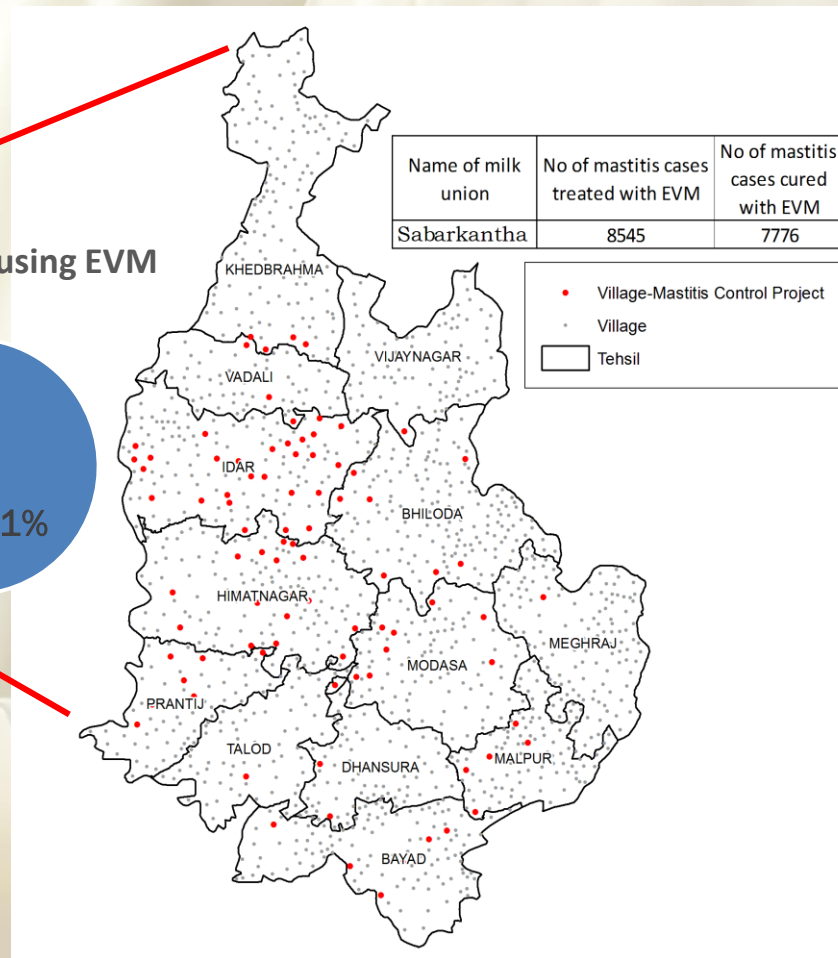 Name of milk
union
No of mastitis cases
treated with EVM
No of mastitis
cases cured
with EVM
Sabarkantha
8545
7776
using EVM
Village-Mastitis Control Project
Village
Tehsil
KHEDBRAHMA
VIJAYNAGAR
VADALI
IDAR
BHILODA
1%
HIMATNAGAR
MEGHRAJ
MODASA
PRANTIJ
TALOD
DHANSURA
MALPUR
BAYAD